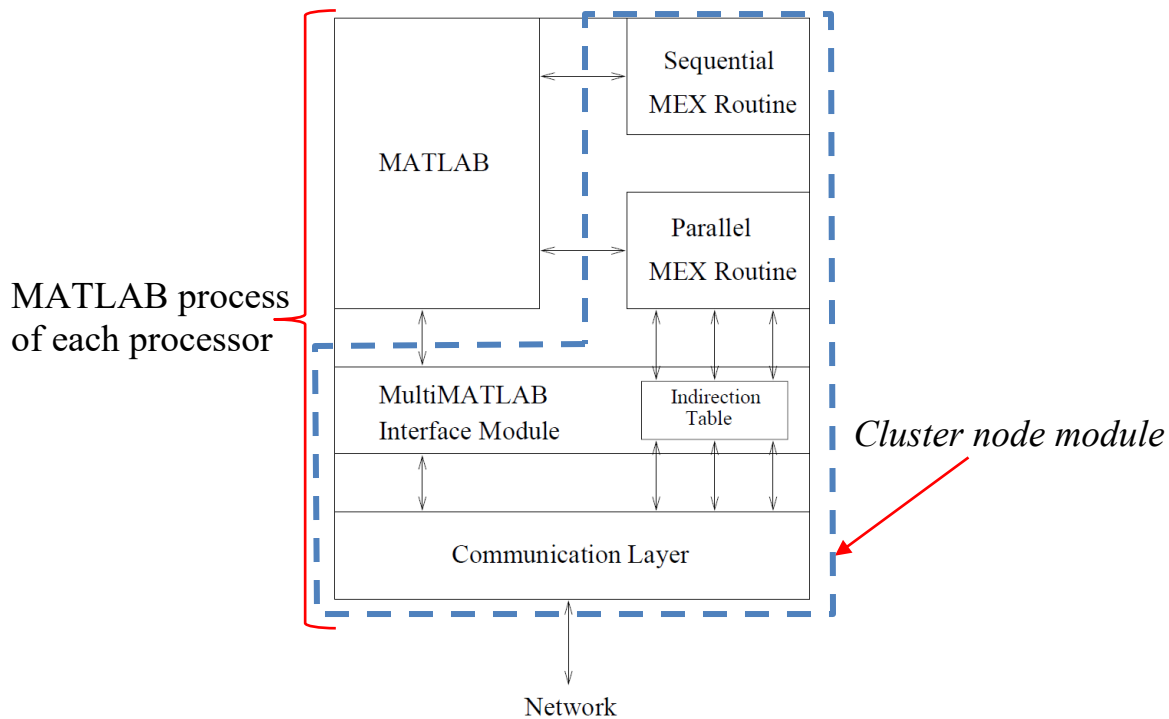 Sequential
MEX Routine
MATLAB
Parallel
MEX Routine
MATLAB process
of each processor
MultiMATLAB
Interface Module
Indirection
Table
Cluster node module
Communication Layer
Network